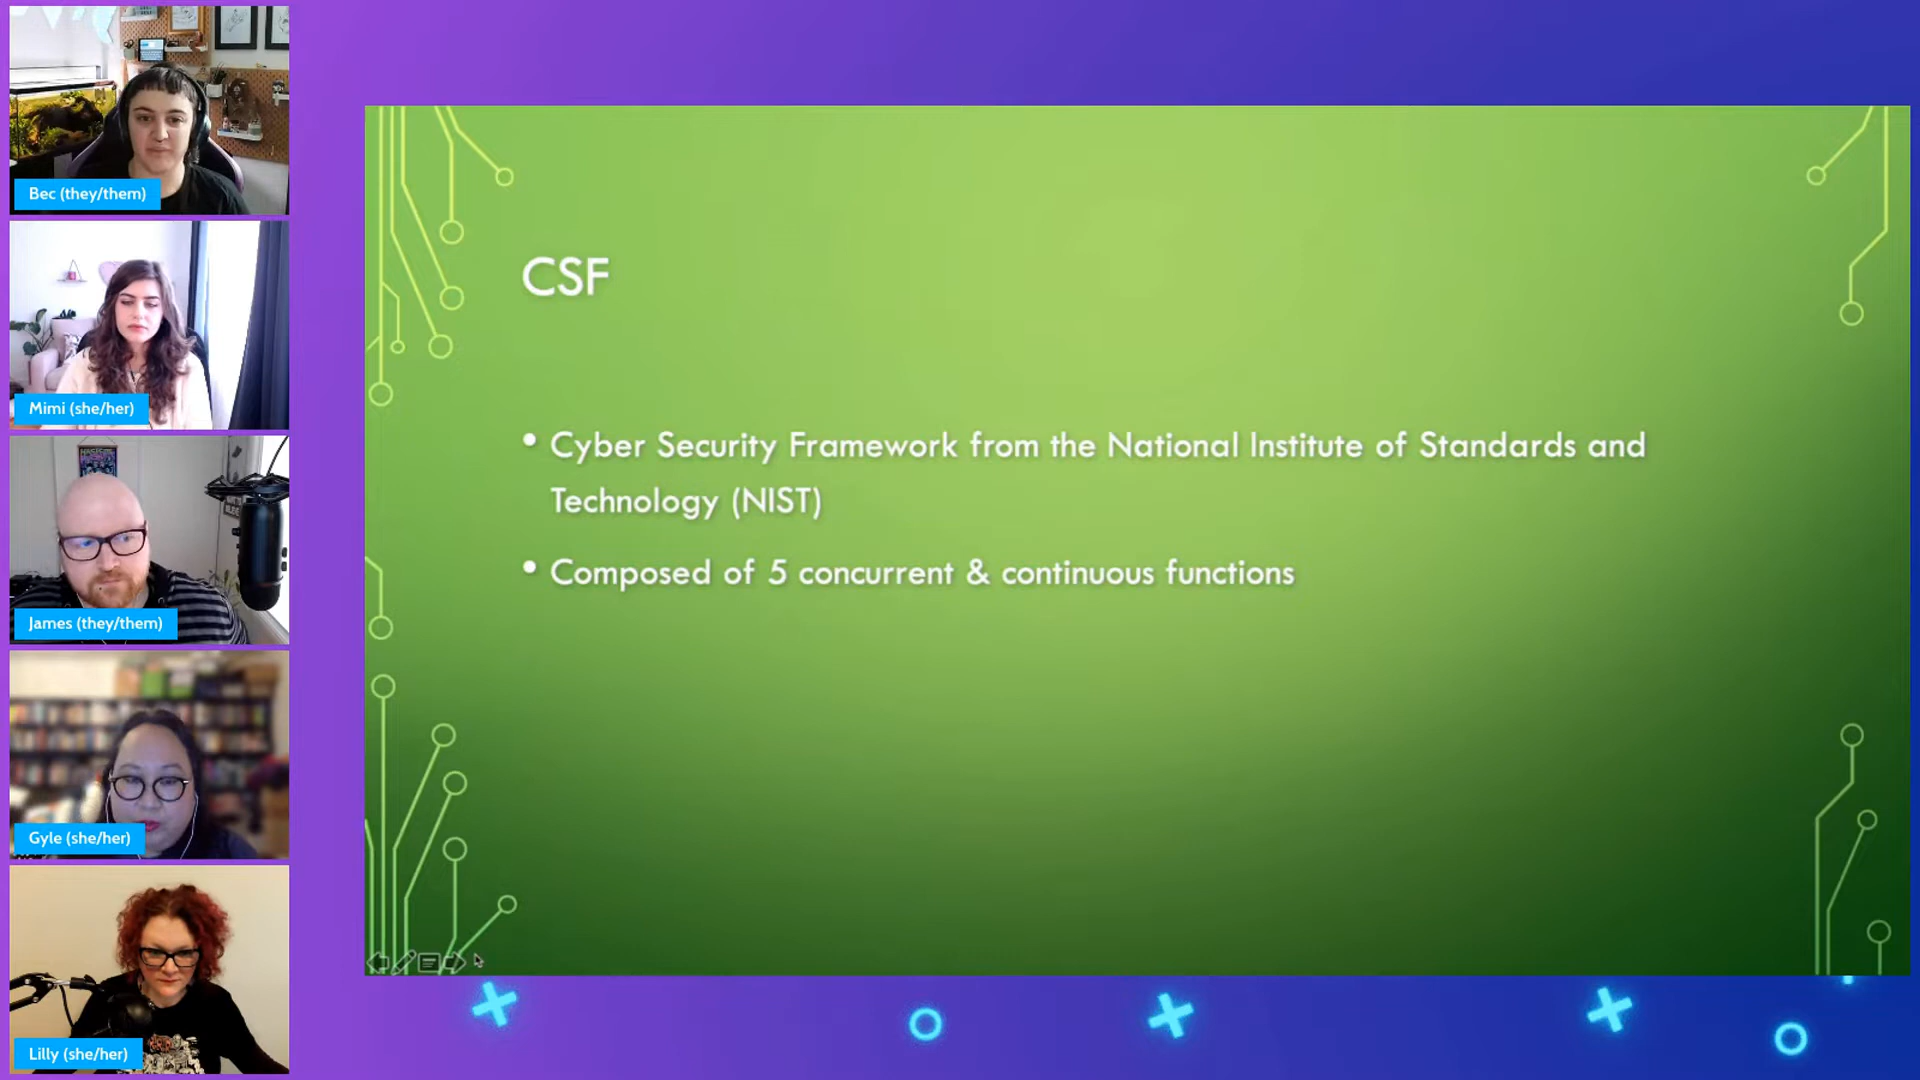 Bec (they/them)
Mimi (she/her)
James (they/them)
Gyle (she/her)
Lilly (she/her)
CSF
• Cyber Security Framework from the National Institute of Standards and
Technology (NIST)
• Composed of 5 concurrent & continuous functions